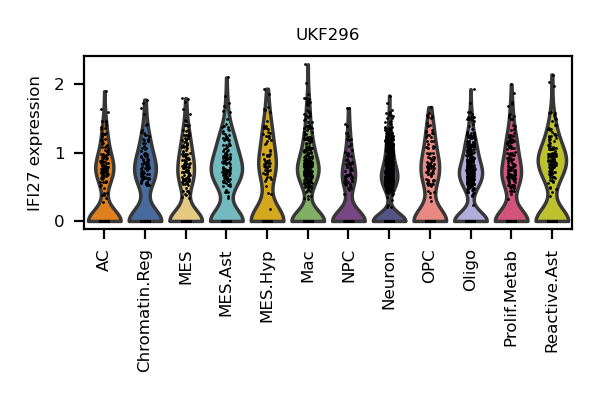 UKF296
IFI27 expression
2
1
0
AC
Chromatin.Reg
MES
MES.Ast
MES.Hyp
Mac
NPC
Neuron
OPC
Oligo
Prolif.Metab
Reactive.Ast